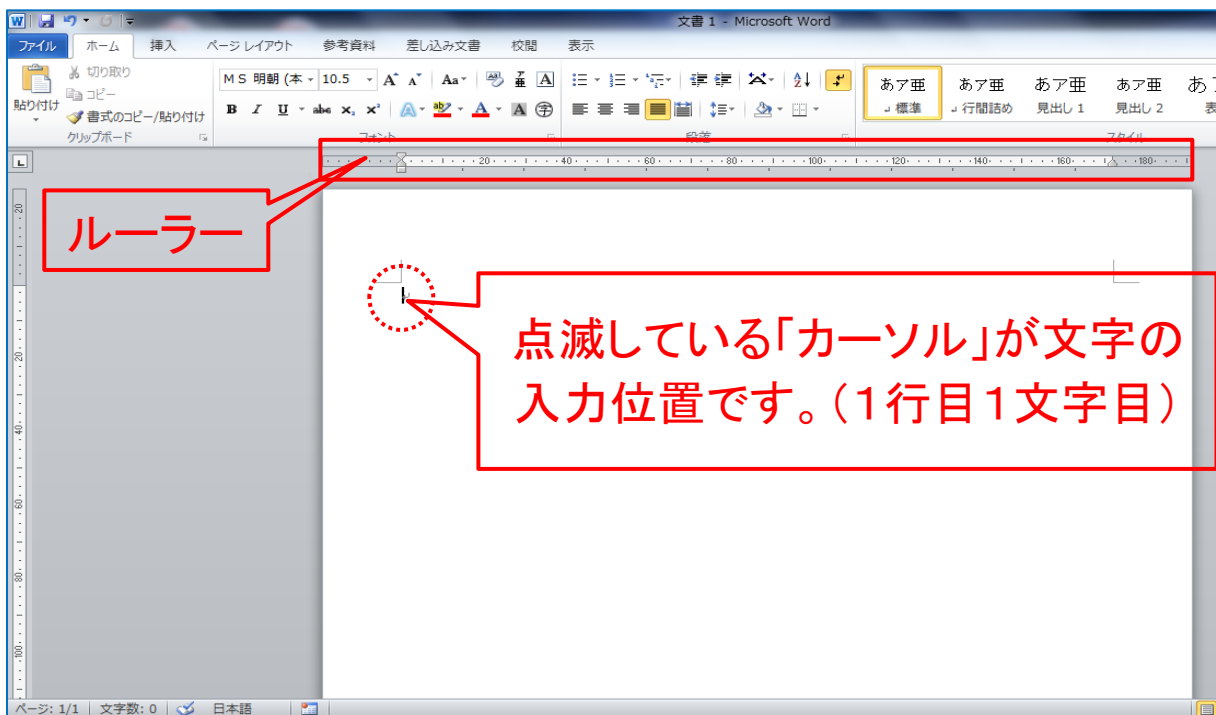 文書 1 - Microsoft Word
ファイル ホーム 挿入 ページ レイアウト 参考資料 差し込み文書 校閲 表示
切り取り
コピー
書式のコピー/貼り付け
貼り付け
クリップボード
ＭＳ 明朝 (本 10.5
フォント
段落
あア亜 あア亜 あア亜 あア亜
標準 行間詰め 見出し 1 見出し 2
スタイル
20 40 60 80 100 120 140 160 180
ルーラー
点滅している「カーソル」が文字の
入力位置です。（１行目１文字目）
20
20
40
60
80
100
ページ: 1/1 文字数: 0 日本語